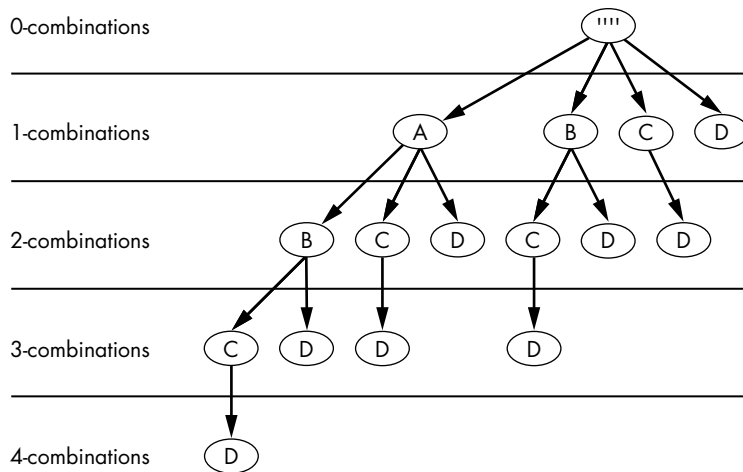 0-combinations """"
1-combinations A B C D
2-combinations B C D C D D
3-combinations C D D D
4-combinations D